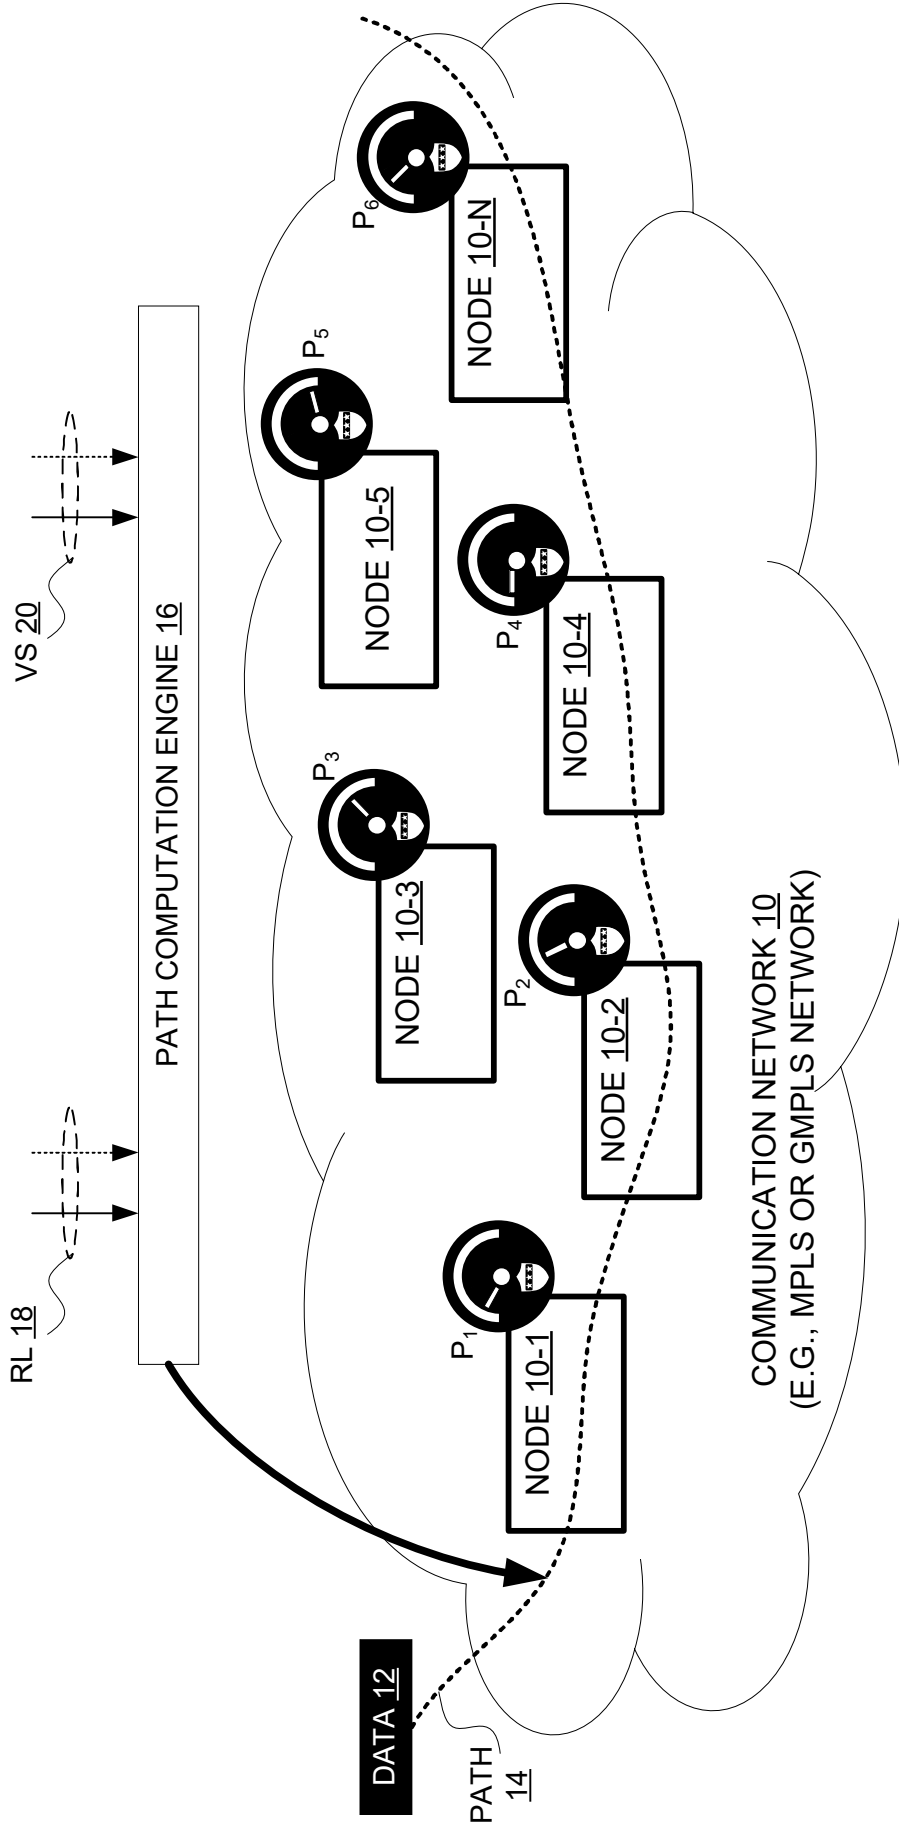 RL 18
VS 20
PATH COMPUTATION ENGINE 16
DATA 12
PATH
14
P1
NODE 10-1
P2
NODE 10-2
P3
NODE 10-3
P4
NODE 10-4
P5
NODE 10-5
P6
NODE 10-N
COMMUNICATION NETWORK 10
(E.G., MPLS OR GMPLS NETWORK)